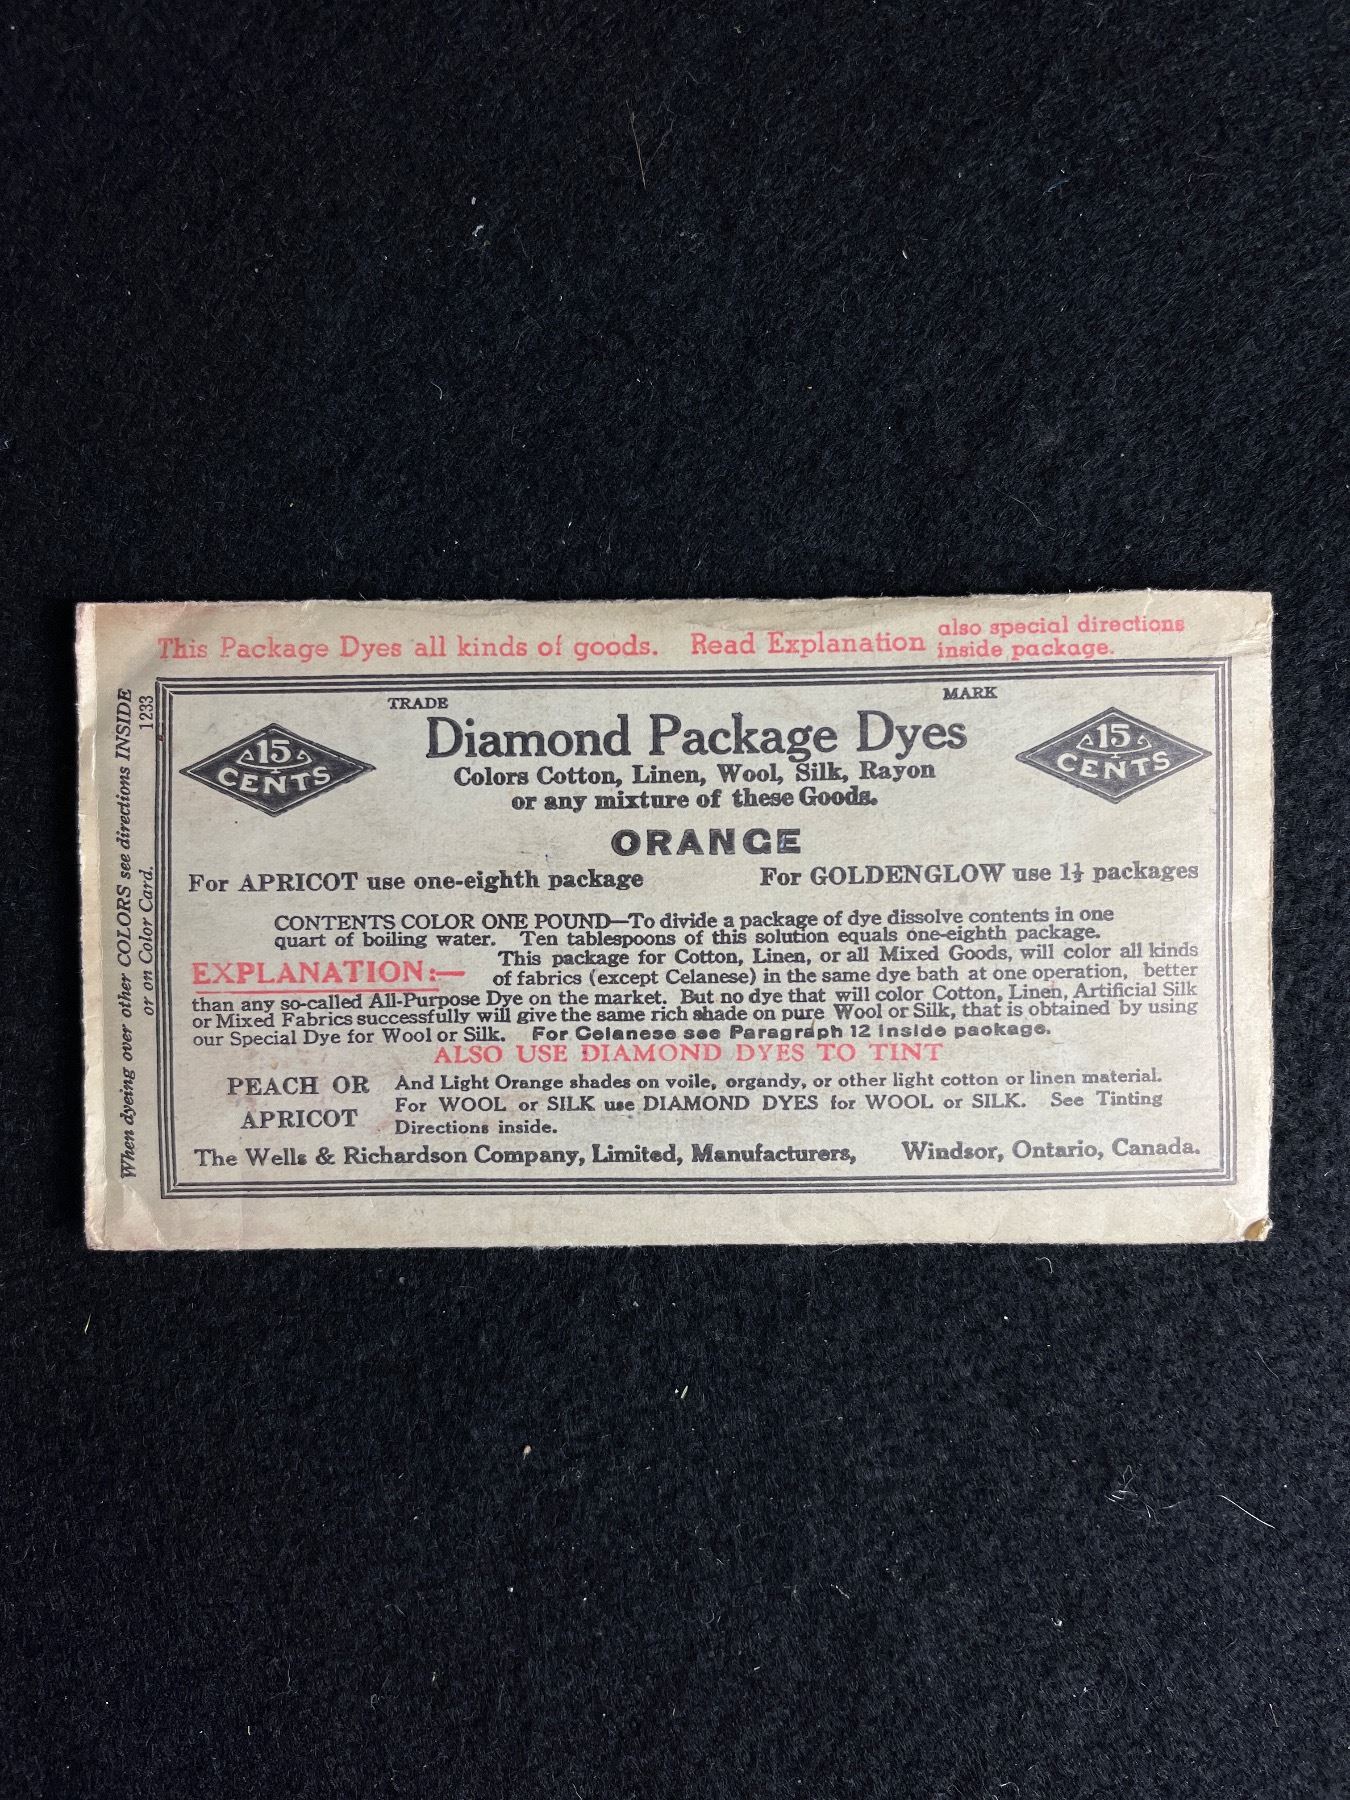 This Package Dyes all kinds of goods. Read Explanation also special directions inside package.
When dyeing over other COLORS see directions INSIDE
or on Color Card.
1233
TRADE MARK
15 CENTS
Diamond Package Dyes
15 CENTS
Colors Cotton, Linen, Wool, Silk, Rayon
or any mixture of these Goods.
ORANGE
For APRICOT use one-eighth package For GOLDENGLOW use 1½ packages
CONTENTS COLOR ONE POUND—To divide a package of dye dissolve contents in one
quart of boiling water. Ten tablespoons of this solution equals one-eighth package.
EXPLANATION:— This package for Cotton, Linen, or all Mixed Goods, will color all kinds
of fabrics (except Celanese) in the same dye bath at one operation, better
than any so-called All-Purpose Dye on the market. But no dye that will color Cotton, Linen, Artificial Silk
or Mixed Fabrics successfully will give the same rich shade on pure Wool or Silk, that is obtained by using
our Special Dye for Wool or Silk. For Celanese see Paragraph 12 inside package.
ALSO USE DIAMOND DYES TO TINT
PEACH OR
APRICOT
And Light Orange shades on voile, organdy, or other light cotton or linen material.
For WOOL or SILK use DIAMOND DYES for WOOL or SILK. See Tinting
Directions inside.
The Wells & Richardson Company, Limited, Manufacturers, Windsor, Ontario, Canada.